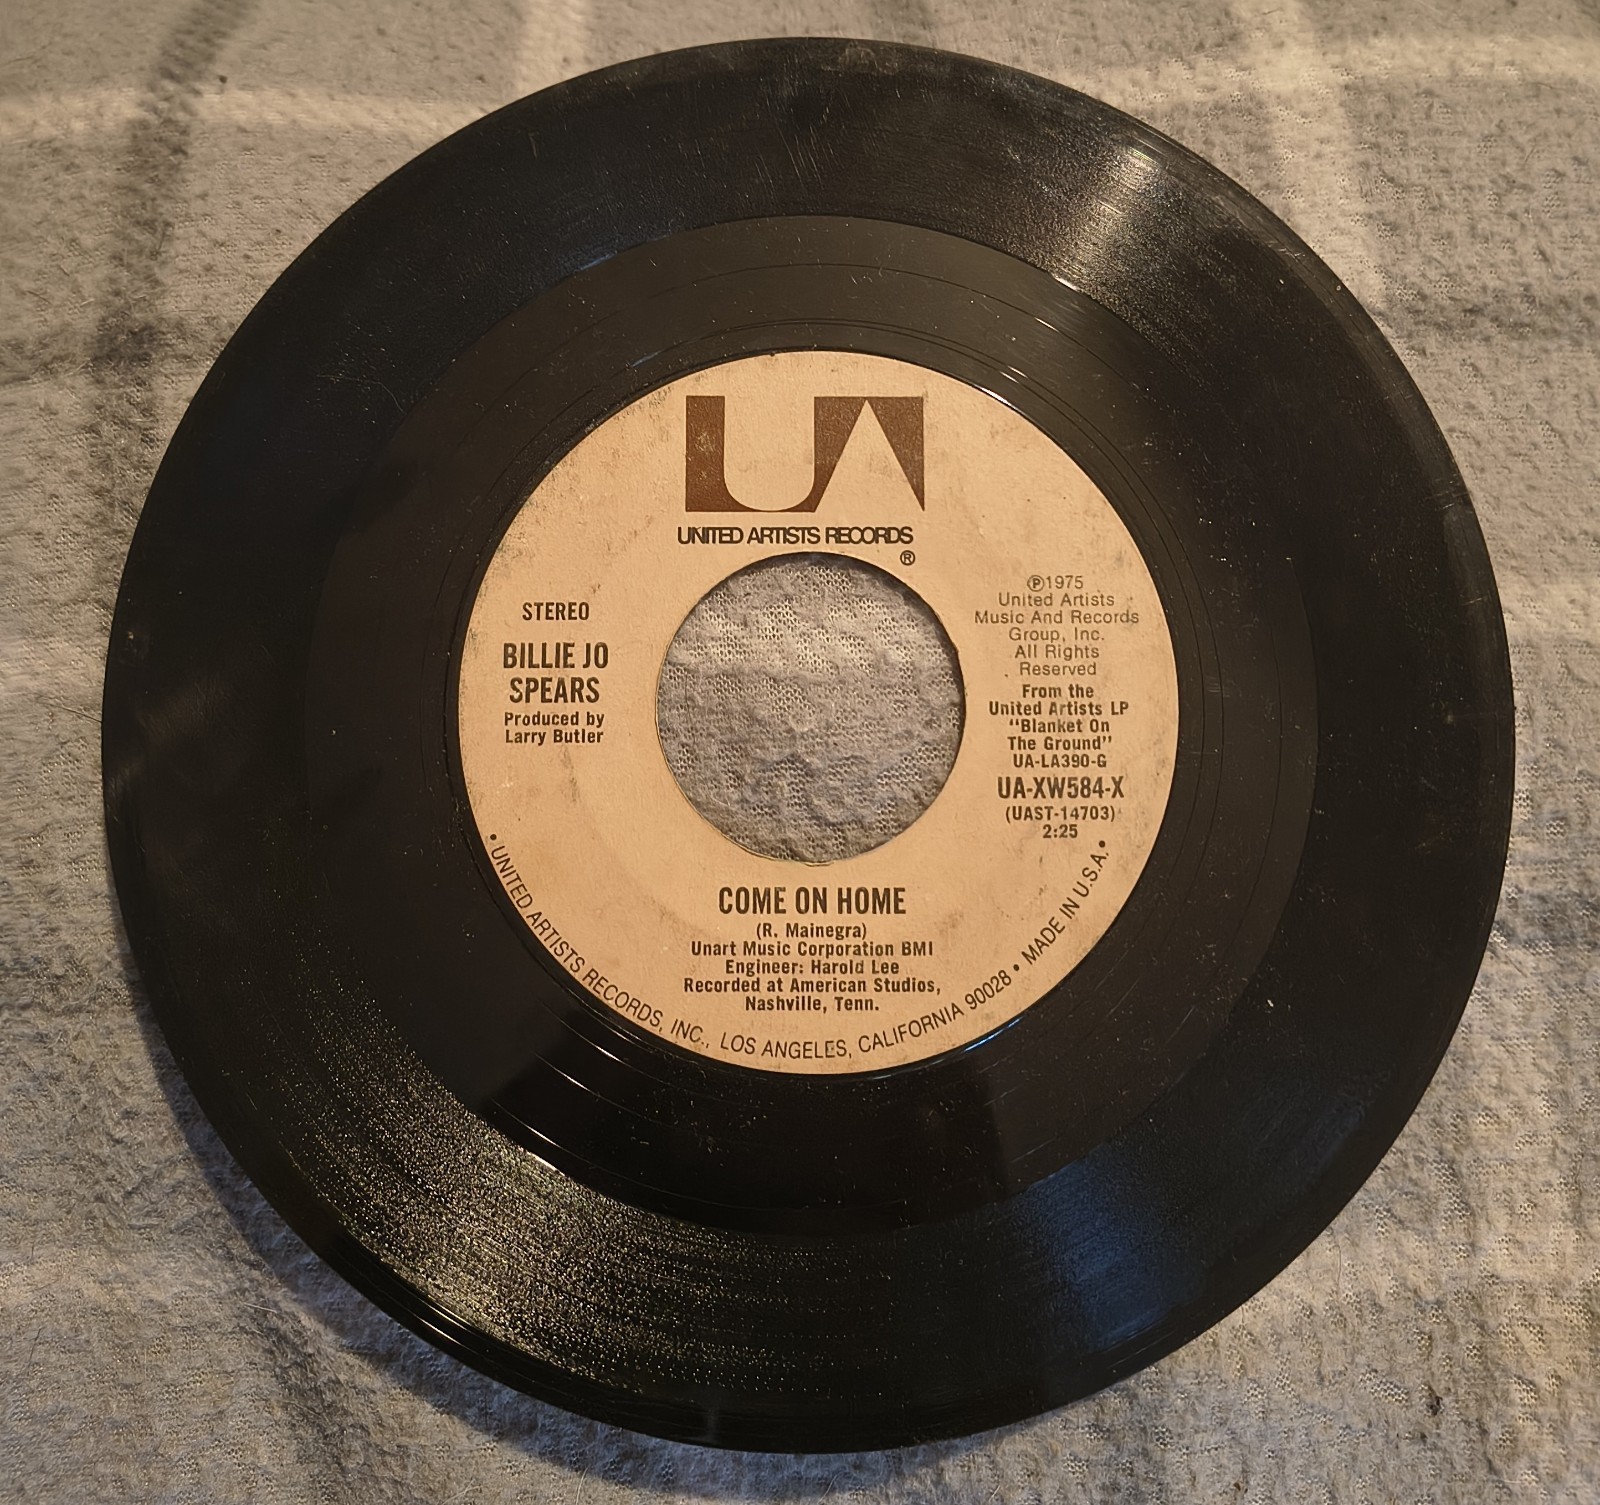 UA
UNITED ARTISTS RECORDS
®
STEREO
BILLIE JO
SPEARS
Produced by
Larry Butler
℗1975
United Artists
Music And Records
Group, Inc.
All Rights
Reserved
From the
United Artists LP
"Blanket On
The Ground"
UA-LA390-G
UA-XW584-X
(UAST-14703)
2:25
COME ON HOME
(R. Mainegra)
Unart Music Corporation BMI
Engineer: Harold Lee
Recorded at American Studios,
Nashville, Tenn.
• UNITED ARTISTS RECORDS, INC., LOS ANGELES, CALIFORNIA 90028 • MADE IN U.S.A. •